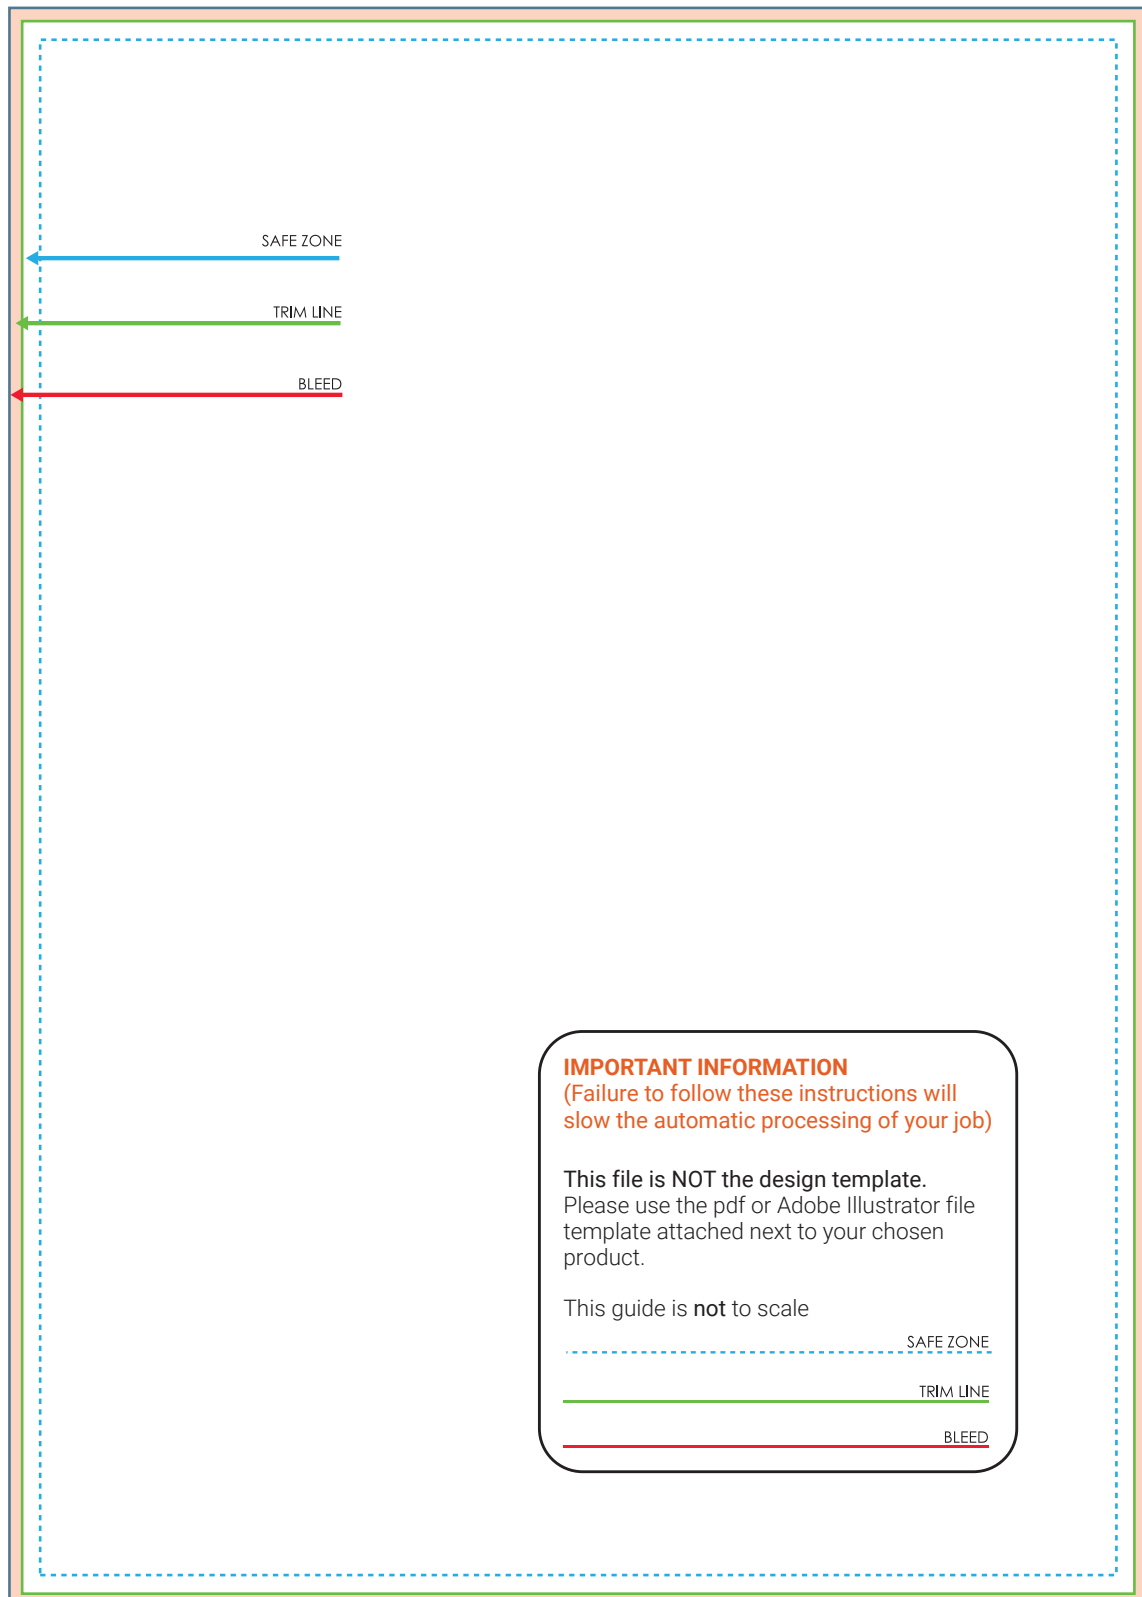 SAFE ZONE
TRIM LINE
BLEED
IMPORTANT INFORMATION
(Failure to follow these instructions will
slow the automatic processing of your job)
This file is NOT the design template.
Please use the pdf or Adobe Illustrator file
template attached next to your chosen
product.
This guide is not to scale
SAFE ZONE
TRIM LINE
BLEED